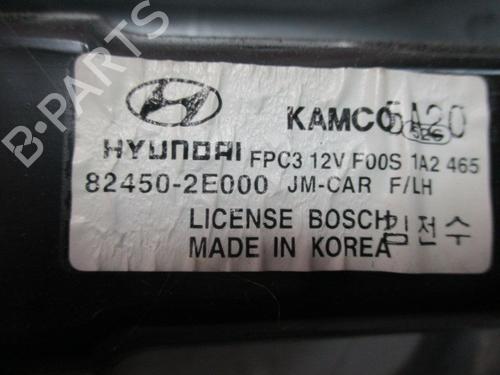 KAMCO 5A20
526
HYUNDAI FPC3 12V F00S 1A2 465
82450-2E000 JM-CAR F/LH
LICENSE BOSCH
김전수
MADE IN KOREA
B-PARTS